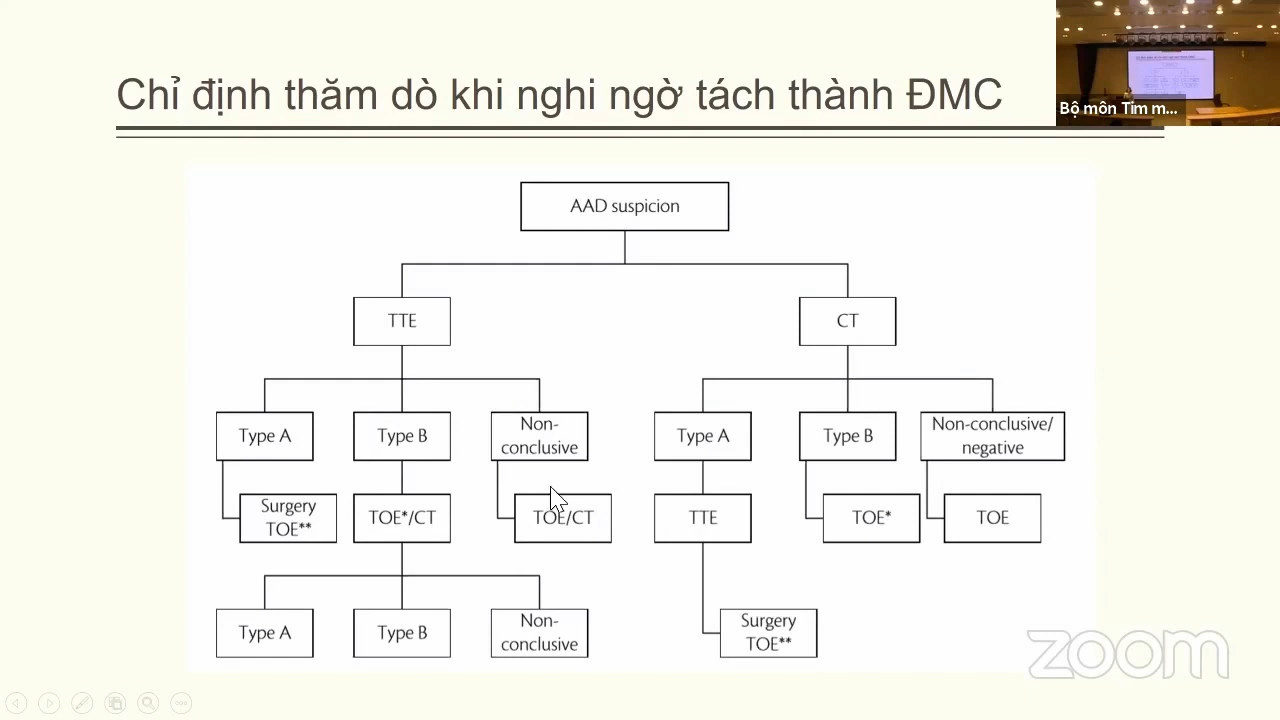 Chỉ định thăm dò khi nghi ngờ tách thành ĐMC
Bộ môn Tim m...
AAD suspicion
TTE
CT
Type A
Type B
Non-
conclusive
Type A
Type B
Non-conclusive/
negative
Surgery
TOE**
TOE*/CT
TOE/CT
TTE
TOE*
TOE
Type A
Type B
Non-
conclusive
Surgery
TOE**
zoom